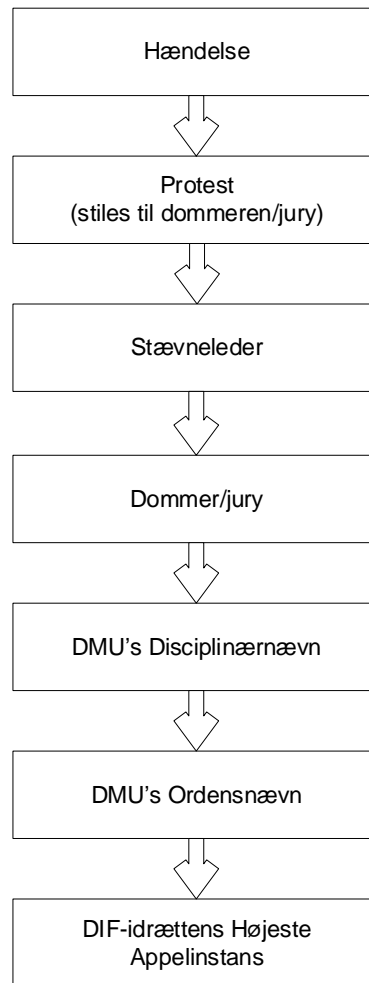 Hændelse
Protest
(stiles til dommeren/jury)
Stævneleder
Dommer/jury
DMU’s Disciplinærnævn
DMU’s Ordensnævn
DIF-idrættens Højeste
Appelinstans